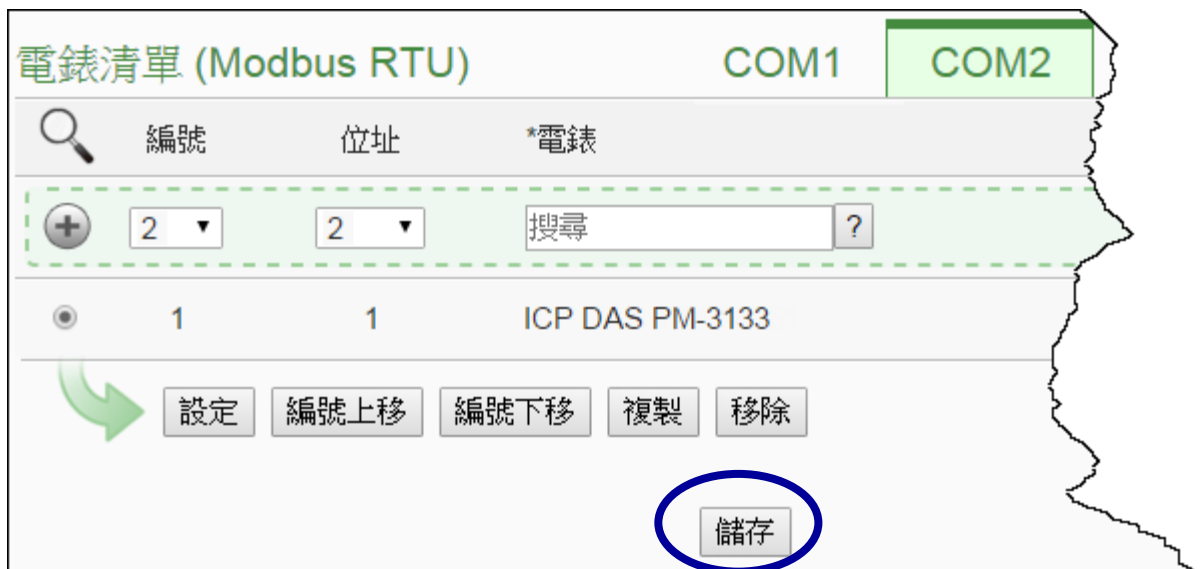 電錶清單 (Modbus RTU) COM1 COM2
編號 位址 *電錶
2 2 搜尋 ?
1 1 ICP DAS PM-3133
設定 編號上移 編號下移 複製 移除
儲存